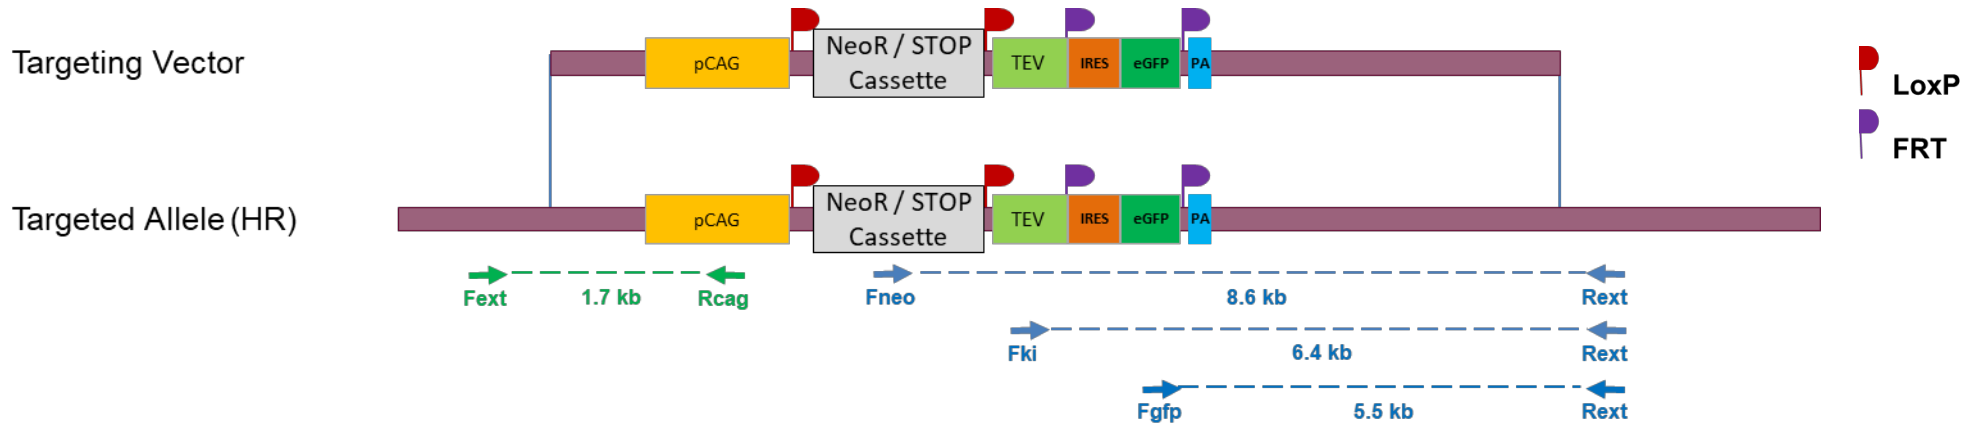 Targeting Vector
pCAG
NeoR / STOP
Cassette
TEV
IRES
eGFP
PA
LoxP
FRT
Targeted Allele (HR)
pCAG
NeoR / STOP
Cassette
TEV
IRES
eGFP
PA
Fext
1.7 kb
Rcag
Fneo
8.6 kb
Rext
Fki
6.4 kb
Rext
Fgfp
5.5 kb
Rext